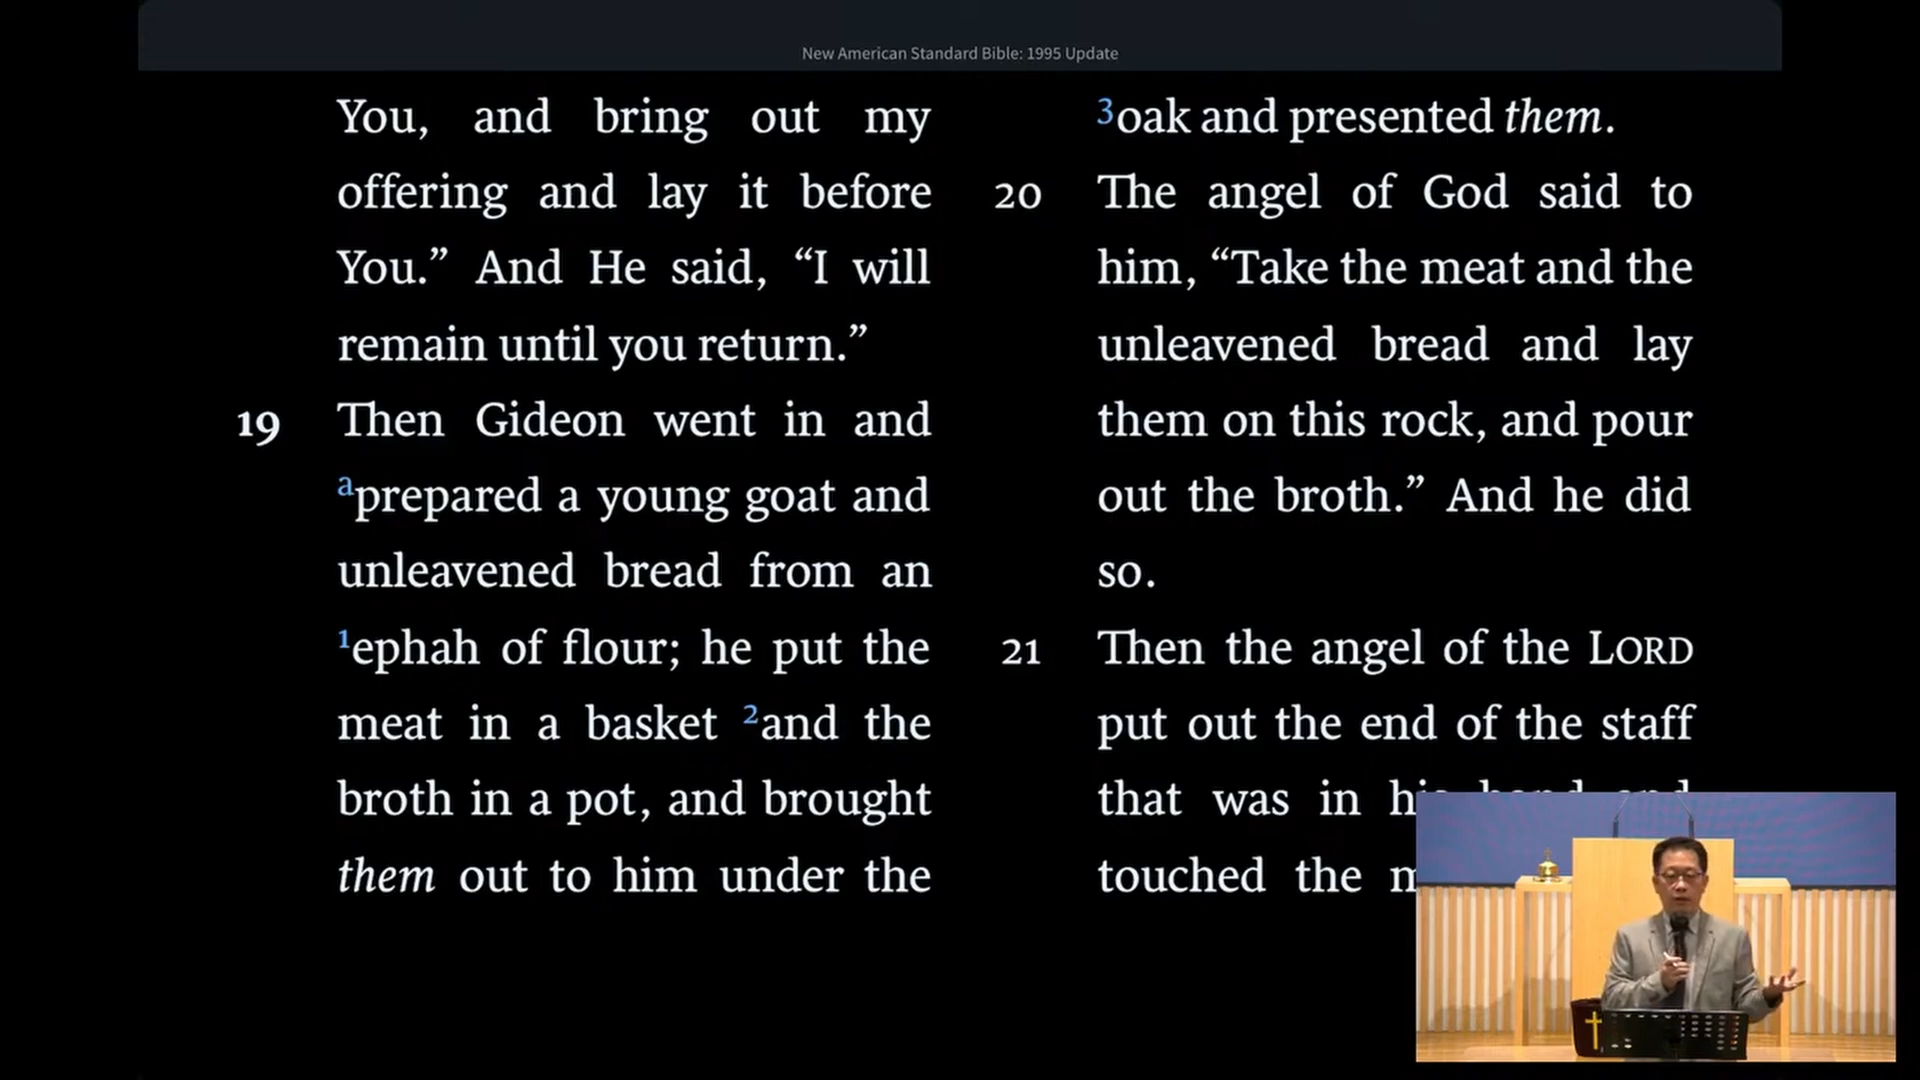 New American Standard Bible: 1995 Update
You, and bring out my
offering and lay it before
You.” And He said, “I will
remain until you return.”
19 Then Gideon went in and
aprepared a young goat and
unleavened bread from an
1ephah of flour; he put the
meat in a basket 2and the
broth in a pot, and brought
them out to him under the
3oak and presented them.
20 The angel of God said to
him, “Take the meat and the
unleavened bread and lay
them on this rock, and pour
out the broth.” And he did
so.
21 Then the angel of the LORD
put out the end of the staff
that was in his hand and
touched the